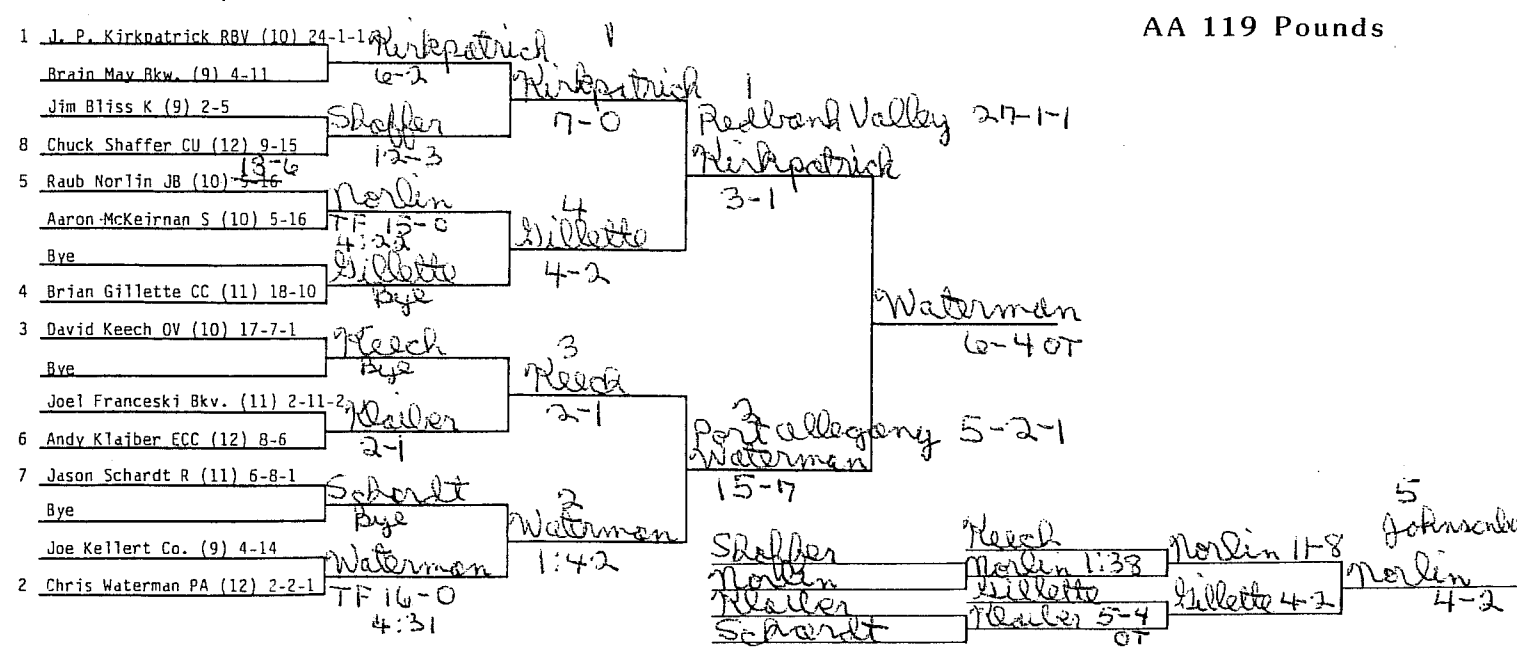 AA 119 Pounds
1 J. P. Kirkpatrick RBV (10) 24-1-1
Brain May Bkw. (9) 4-11
Jim Bliss K (9) 2-5
8 Chuck Shaffer CU (12) 9-15
13-6
5 Raub Norlin JB (10) 5-16
Aaron McKeirnan S (10) 5-16
Bye
4 Brian Gillette CC (11) 18-10
3 David Keech OV (10) 17-7-1
Bye
Joel Franceski Bkv. (11) 2-11-2
6 Andy Klaiber ECC (12) 8-6
7 Jason Schardt R (11) 6-8-1
Bye
Joe Kellert Co. (9) 4-14
2 Chris Waterman PA (12) 2-2-1
Kirkpatrick
6-2
Shaffer
12-3
Norlin
TF 15-0
4:22
Gillette
Bye
Keech
Bye
Klaiber
2-1
Schardt
Bye
Waterman
TF 16-0
4:31
Kirkpatrick
7-0
4
Gillette
4-2
3
Keech
2-1
2
Waterman
1:42
1
Redbank Valley 27-1-1
Kirkpatrick
3-1
2
Port Allegany 5-2-1
Waterman
15-7
Waterman
6-4 OT
Shaffer
Norlin
Klaiber
Schardt
Keech
Norlin 1:38
Gillette
Klaiber 5-4
OT
Norlin 11-8
Gillette 4-2
5
Norlin
4-2